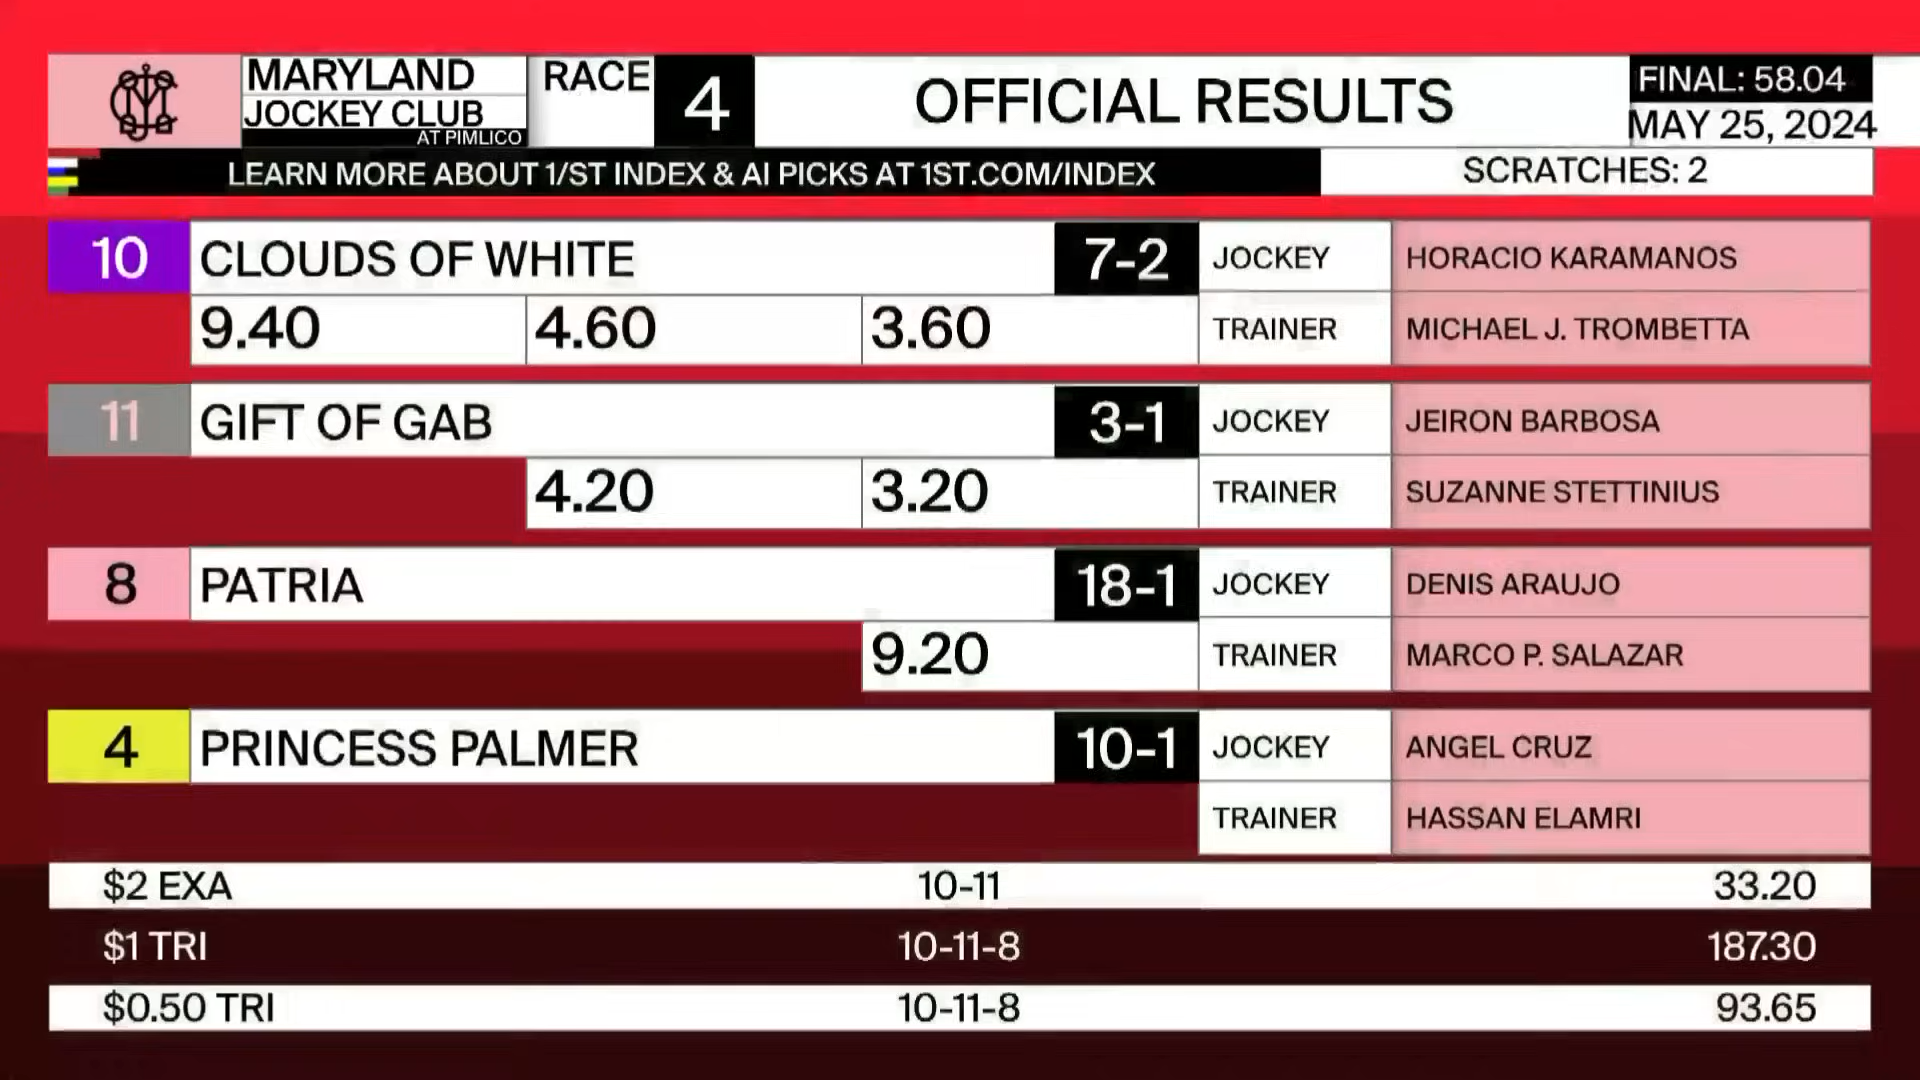 MARYLAND
JOCKEY CLUB
AT PIMLICO
RACE 4
OFFICIAL RESULTS
FINAL: 58.04
MAY 25, 2024
LEARN MORE ABOUT 1/ST INDEX & AI PICKS AT 1ST.COM/INDEX
SCRATCHES: 2
10 CLOUDS OF WHITE 7-2 JOCKEY HORACIO KARAMANOS
9.40 4.60 3.60 TRAINER MICHAEL J. TROMBETTA
11 GIFT OF GAB 3-1 JOCKEY JEIRON BARBOSA
4.20 3.20 TRAINER SUZANNE STETTINIUS
8 PATRIA 18-1 JOCKEY DENIS ARAUJO
9.20 TRAINER MARCO P. SALAZAR
4 PRINCESS PALMER 10-1 JOCKEY ANGEL CRUZ
TRAINER HASSAN ELAMRI
$2 EXA 10-11 33.20
$1 TRI 10-11-8 187.30
$0.50 TRI 10-11-8 93.65